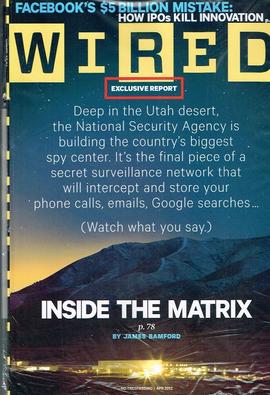 FACEBOOK'S $5 BILLION MISTAKE:
HOW IPOs KILL INNOVATION
WIRED
EXCLUSIVE REPORT
Deep in the Utah desert,
the National Security Agency is
building the country's biggest
spy center. It's the final piece of a
secret surveillance network that
will intercept and store your
phone calls, emails, Google searches...
(Watch what you say.)
INSIDE THE MATRIX
p. 78
BY JAMES BAMFORD
NO TRESPASSING | APR 2012